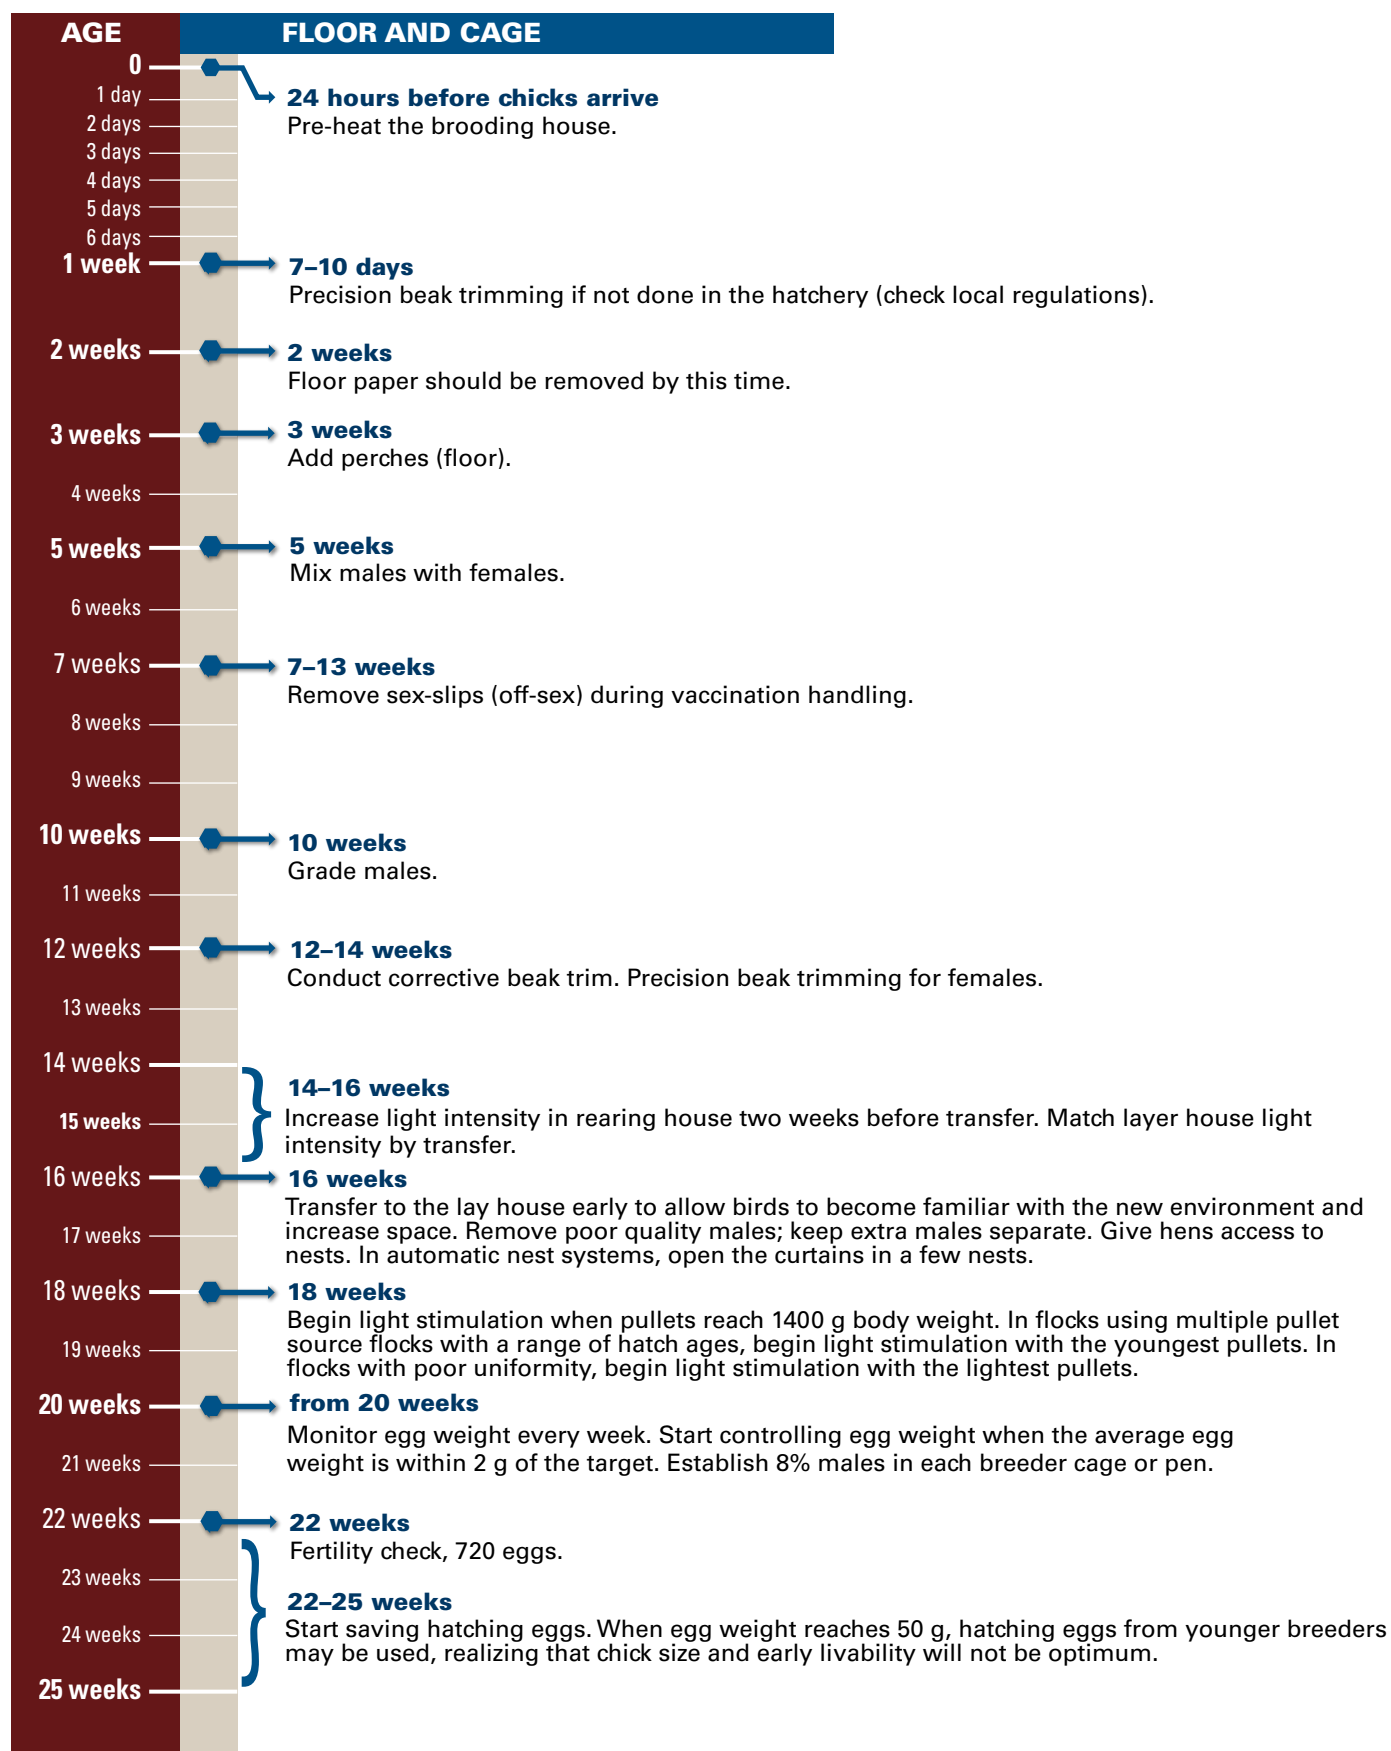 AGE FLOOR AND CAGE
0
1 day
24 hours before chicks arrive
2 days
Pre-heat the brooding house.
3 days
4 days
5 days
6 days
1 week
7–10 days
Precision beak trimming if not done in the hatchery (check local regulations).
2 weeks
2 weeks
Floor paper should be removed by this time.
3 weeks
3 weeks
Add perches (floor).
4 weeks
5 weeks
5 weeks
Mix males with females.
6 weeks
7 weeks
7–13 weeks
Remove sex-slips (off-sex) during vaccination handling.
8 weeks
9 weeks
10 weeks
10 weeks
Grade males.
11 weeks
12 weeks
12–14 weeks
Conduct corrective beak trim. Precision beak trimming for females.
13 weeks
14 weeks
14–16 weeks
Increase light intensity in rearing house two weeks before transfer. Match layer house light
15 weeks
intensity by transfer.
16 weeks
16 weeks
Transfer to the lay house early to allow birds to become familiar with the new environment and
increase space. Remove poor quality males; keep extra males separate. Give hens access to
17 weeks
nests. In automatic nest systems, open the curtains in a few nests.
18 weeks
18 weeks
Begin light stimulation when pullets reach 1400 g body weight. In flocks using multiple pullet
source flocks with a range of hatch ages, begin light stimulation with the youngest pullets. In
19 weeks
flocks with poor uniformity, begin light stimulation with the lightest pullets.
20 weeks
from 20 weeks
Monitor egg weight every week. Start controlling egg weight when the average egg
21 weeks
weight is within 2 g of the target. Establish 8% males in each breeder cage or pen.
22 weeks
22 weeks
Fertility check, 720 eggs.
23 weeks
22–25 weeks
Start saving hatching eggs. When egg weight reaches 50 g, hatching eggs from younger breeders
24 weeks
may be used, realizing that chick size and early livability will not be optimum.
25 weeks